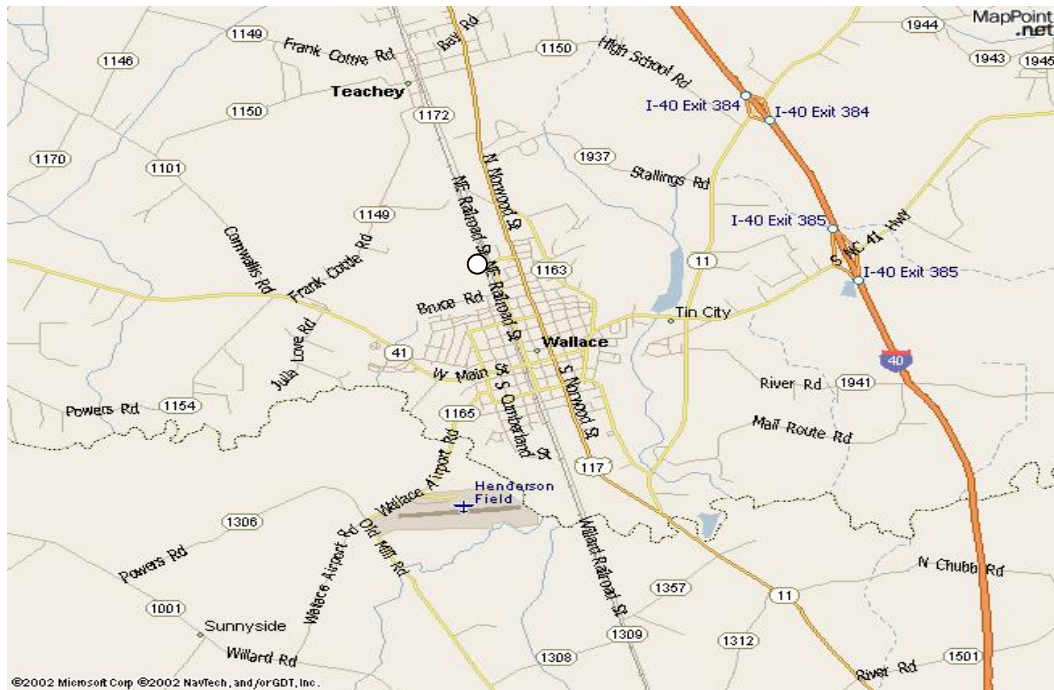 MapPoint
.net
1944
1943
1945
1149
1146
Frank Cottle Rd
Bay Rd
1150
High School Rd
Teachey
I-40 Exit 384
I-40 Exit 384
1150
1172
1170
1101
N Norwood St
1937
Stallings Rd
NE Railroad St
1149
I-40 Exit 385
S NC 41 Hwy
Cornwallis Rd
Frank Cottle Rd
NE Railroad St
1163
11
I-40 Exit 385
Bruce Rd
Tin City
Julia Love Rd
41
Wallace
40
W Main St
S Norwood St
River Rd
1941
Powers Rd
1154
1165
S Cumberland St
Mail Route Rd
117
Wallace Airport Rd
Henderson
Field
1306
Old Mill Rd
Willard Railroad St
Powers Rd
Wallace Airport Rd
1357
N Chubb Rd
11
1001
Sunnyside
1309
1312
Willard Rd
1308
River Rd
1501
©2002 Microsoft Corp ©2002 NavTech, and/or GDT, Inc.